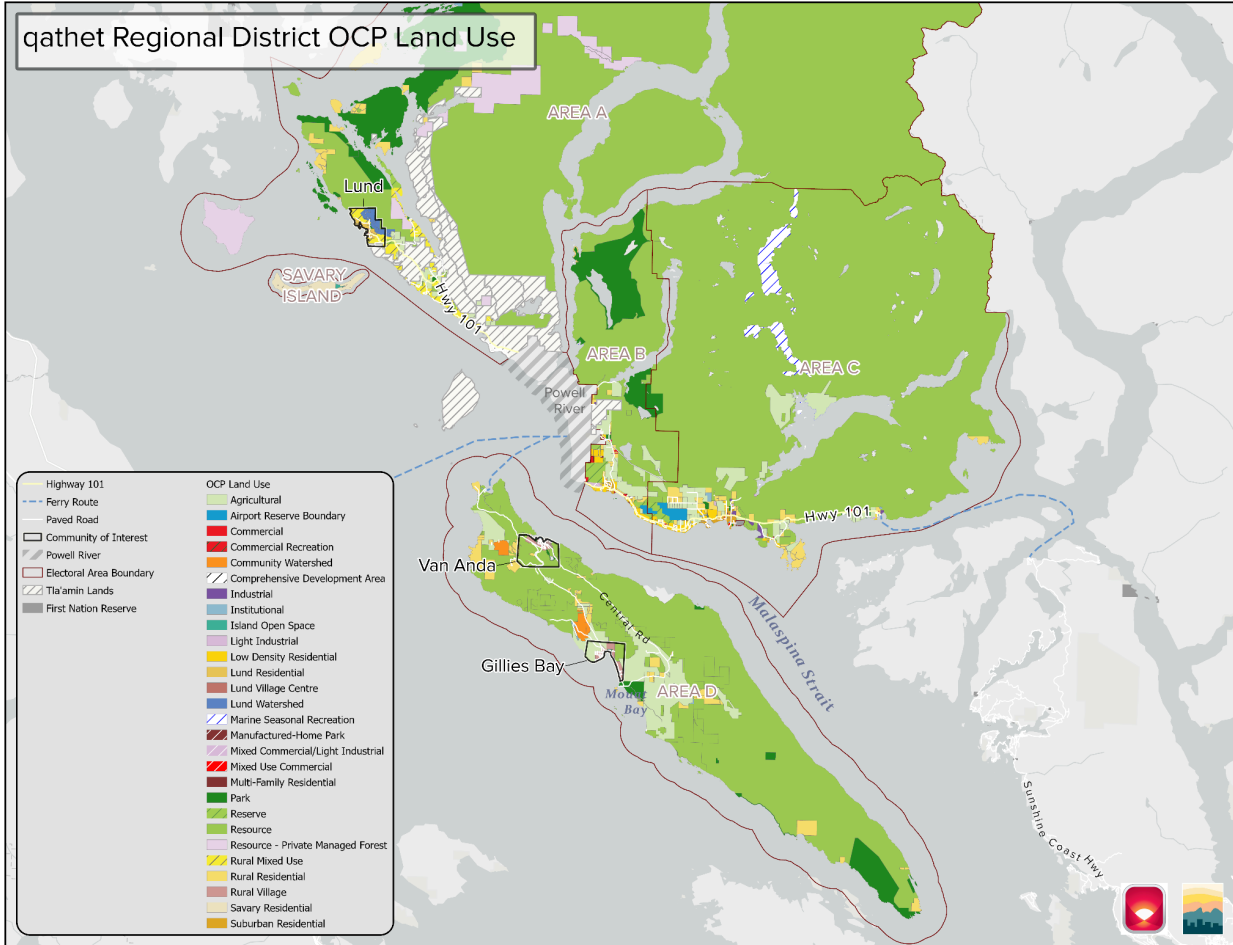 qathet Regional District OCP Land Use
AREA A
Lund
SAVARY
ISLAND
Hwy 101
AREA B
AREA C
Powell
River
Hwy 101
Van Anda
Central Rd
Malaspina Strait
Gillies Bay
AREA D
Mouat
Bay
Sunshine Coast Hwy
Highway 101
Ferry Route
Paved Road
Community of Interest
Powell River
Electoral Area Boundary
Tla'amin Lands
First Nation Reserve
OCP Land Use
Agricultural
Airport Reserve Boundary
Commercial
Commercial Recreation
Community Watershed
Comprehensive Development Area
Industrial
Institutional
Island Open Space
Light Industrial
Low Density Residential
Lund Residential
Lund Village Centre
Lund Watershed
Marine Seasonal Recreation
Manufactured-Home Park
Mixed Commercial/Light Industrial
Mixed Use Commercial
Multi-Family Residential
Park
Reserve
Resource
Resource - Private Managed Forest
Rural Mixed Use
Rural Residential
Rural Village
Savary Residential
Suburban Residential